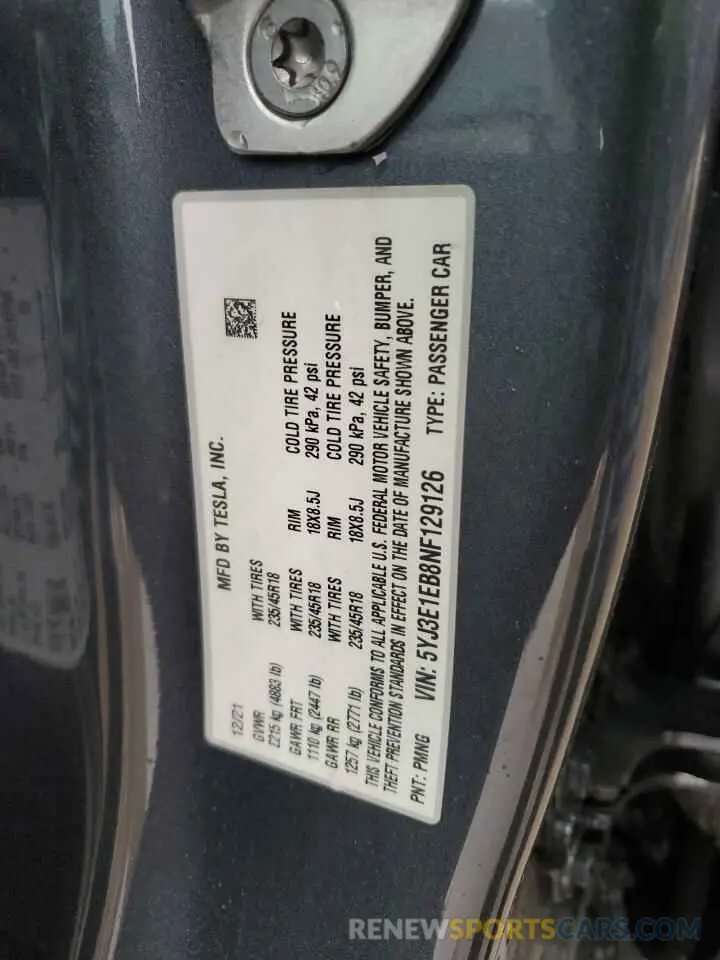 MFD BY TESLA, INC.
12/21
GVWR WITH TIRES
2215 kg (4883 lb) 235/45R18
GAWR FRT WITH TIRES RIM COLD TIRE PRESSURE
1110 kg (2447 lb) 235/45R18 18X8.5J 290 kPa, 42 psi
GAWR RR WITH TIRES RIM COLD TIRE PRESSURE
1257 kg (2771 lb) 235/45R18 18X8.5J 290 kPa, 42 psi
THIS VEHICLE CONFORMS TO ALL APPLICABLE U.S. FEDERAL MOTOR VEHICLE SAFETY, BUMPER, AND
THEFT PREVENTION STANDARDS IN EFFECT ON THE DATE OF MANUFACTURE SHOWN ABOVE.
PNT: PMNG VIN: 5YJ3E1EB8NF129126 TYPE: PASSENGER CAR
RENEWSPORTSCARS.COM